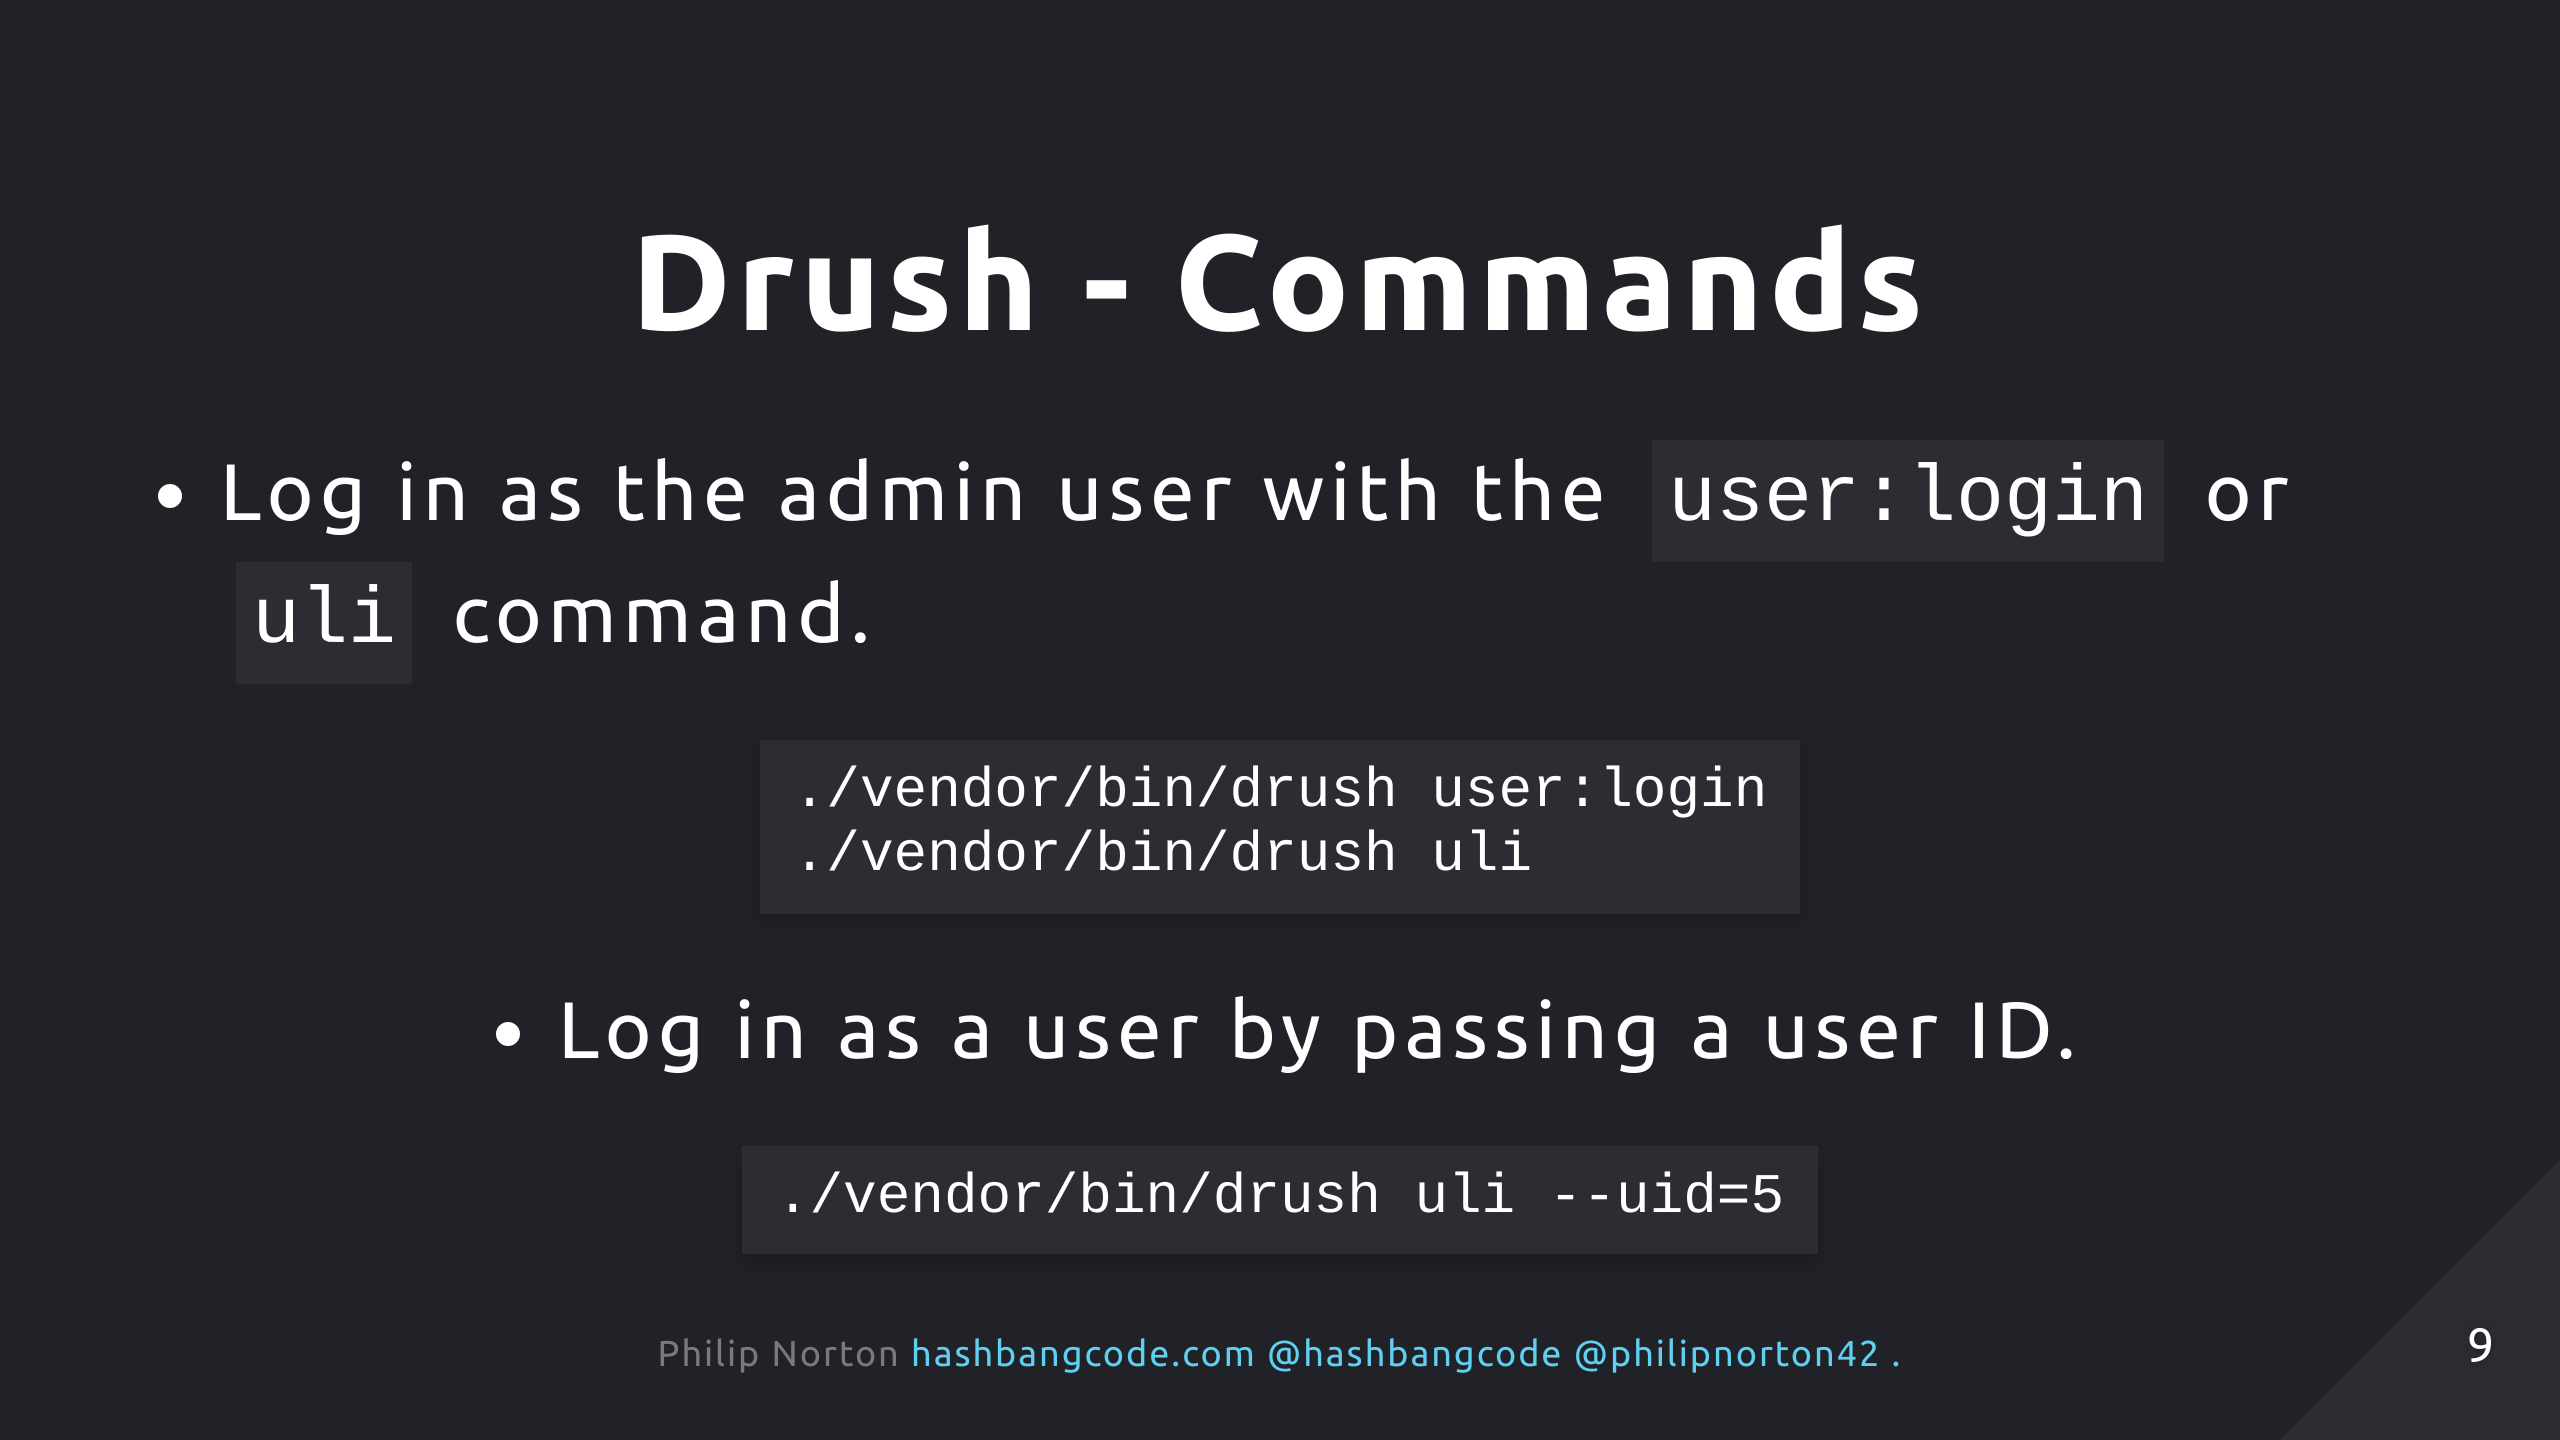 Drush - Commands
• Log in as the admin user with the user:login or
uli command.
./vendor/bin/drush user:login
./vendor/bin/drush uli
• Log in as a user by passing a user ID.
./vendor/bin/drush uli --uid=5
Philip Norton hashbangcode.com @hashbangcode @philipnorton42 .
9